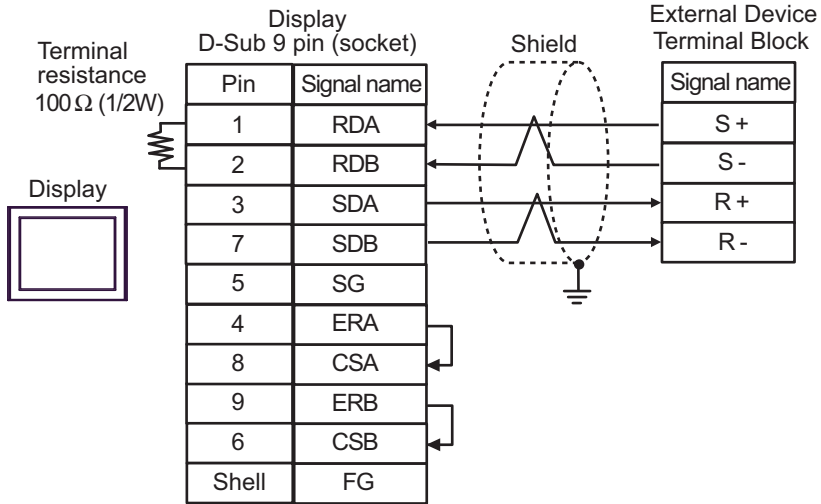 Display
D-Sub 9 pin (socket)
Shield
External Device
Terminal Block
Terminal
resistance
100Ω (1/2W)
Display
Pin Signal name
1 RDA
2 RDB
3 SDA
7 SDB
5 SG
4 ERA
8 CSA
9 ERB
6 CSB
Shell FG
Signal name
S +
S -
R +
R -